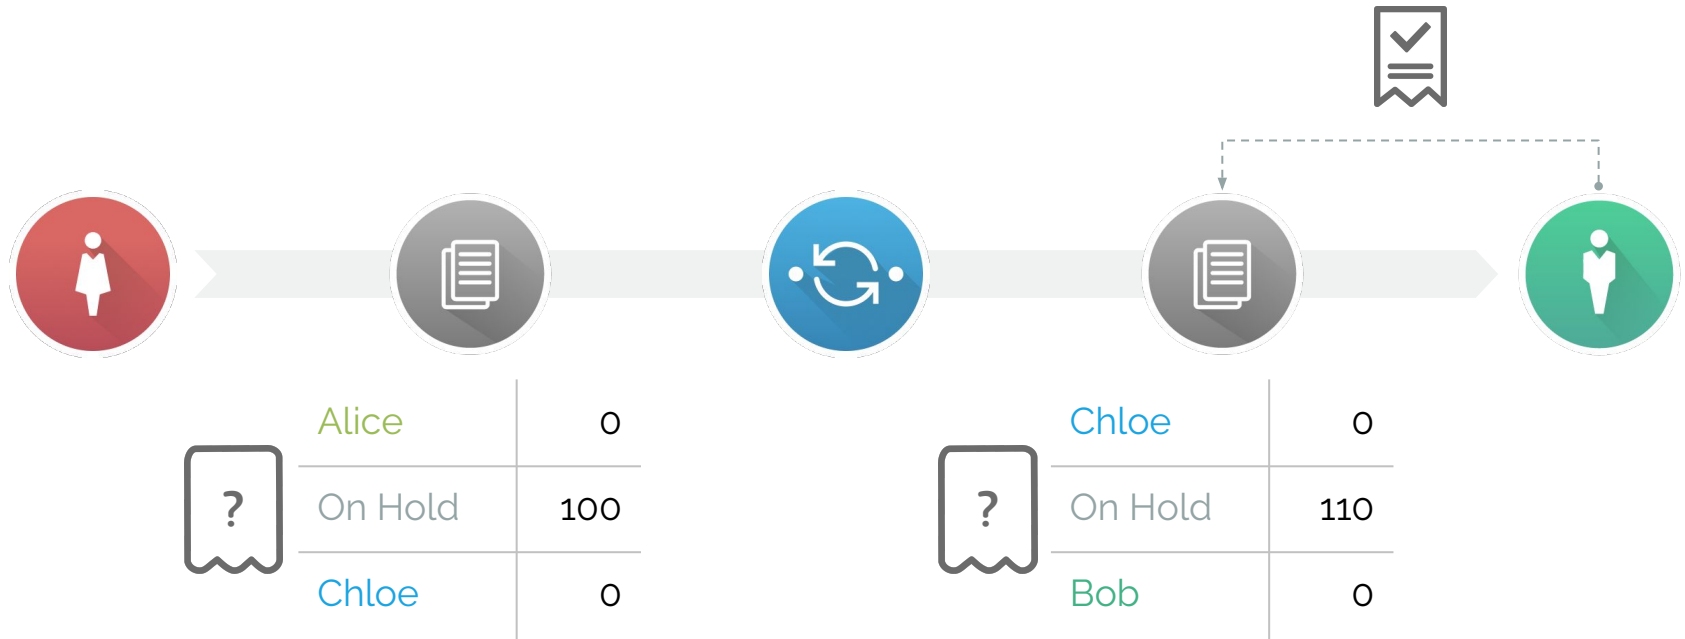 Alice 0
? On Hold 100
Chloe 0
Chloe 0
? On Hold 110
Bob 0